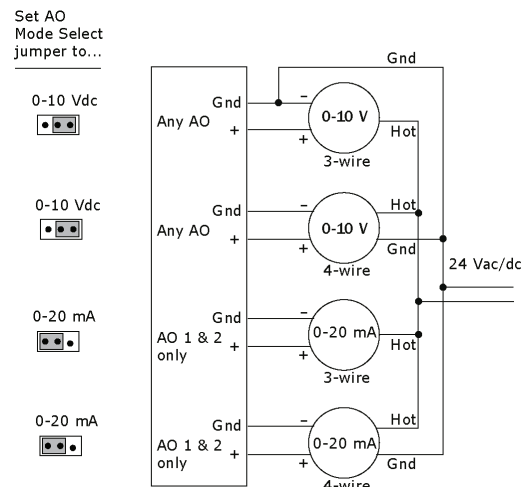 Set AO
Mode Select
jumper to...
Gnd
0-10 Vdc
Gnd
Any AO
+
−
+
0-10 V
Hot
3-wire
0-10 Vdc
Gnd
Any AO
+
−
+
0-10 V
Hot
Gnd
4-wire
24 Vac/dc
0-20 mA
Gnd
AO 1 & 2
only
+
−
+
0-20 mA
Hot
3-wire
0-20 mA
Gnd
AO 1 & 2
only
+
−
+
0-20 mA
Hot
Gnd
4-wire